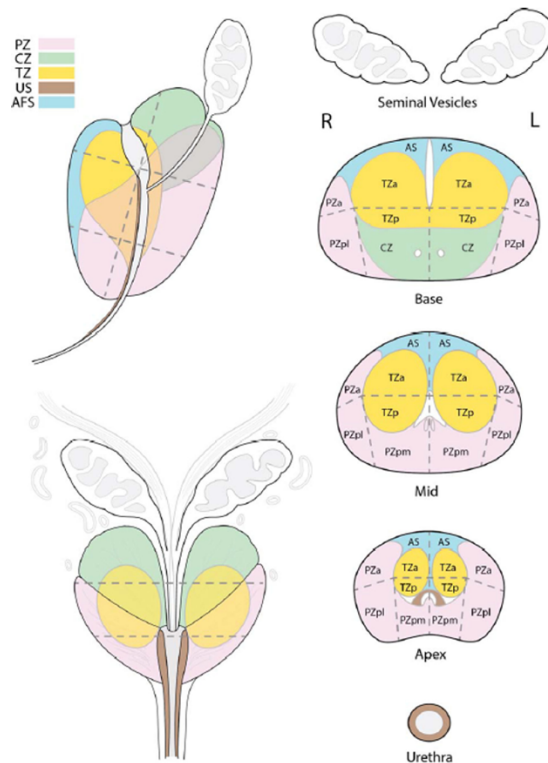 PZ
CZ
TZ
US
AFS
Seminal Vesicles
R L
AS AS
TZa TZa
PZa PZa
TZp TZp
PZpl CZ CZ PZpl
Base
AS AS
PZa TZa TZa PZa
TZp TZp
PZpl PZpl
PZpm PZpm
Mid
AS AS
PZa TZa TZa PZa
TZp TZp
PZpl PZpl
PZpm PZpm
Apex
Urethra